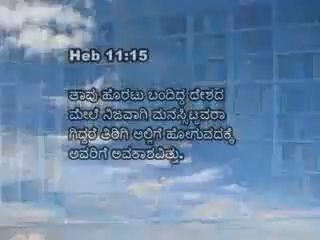 Heb 11:15
ತಾವು ಹೊರಟು ಬಂದಿದ್ದ ದೇಶದ
ಮೇಲೆ ನಿಜವಾಗಿ ಮನಸ್ಸಿಟ್ಟವರಾ
ಗಿದ್ದರೆ ತಿರಿಗಿ ಅಲ್ಲಿಗೆ ಹೋಗುವದಕ್ಕೆ
ಅವರಿಗೆ ಅವಕಾಶವಿತ್ತು.